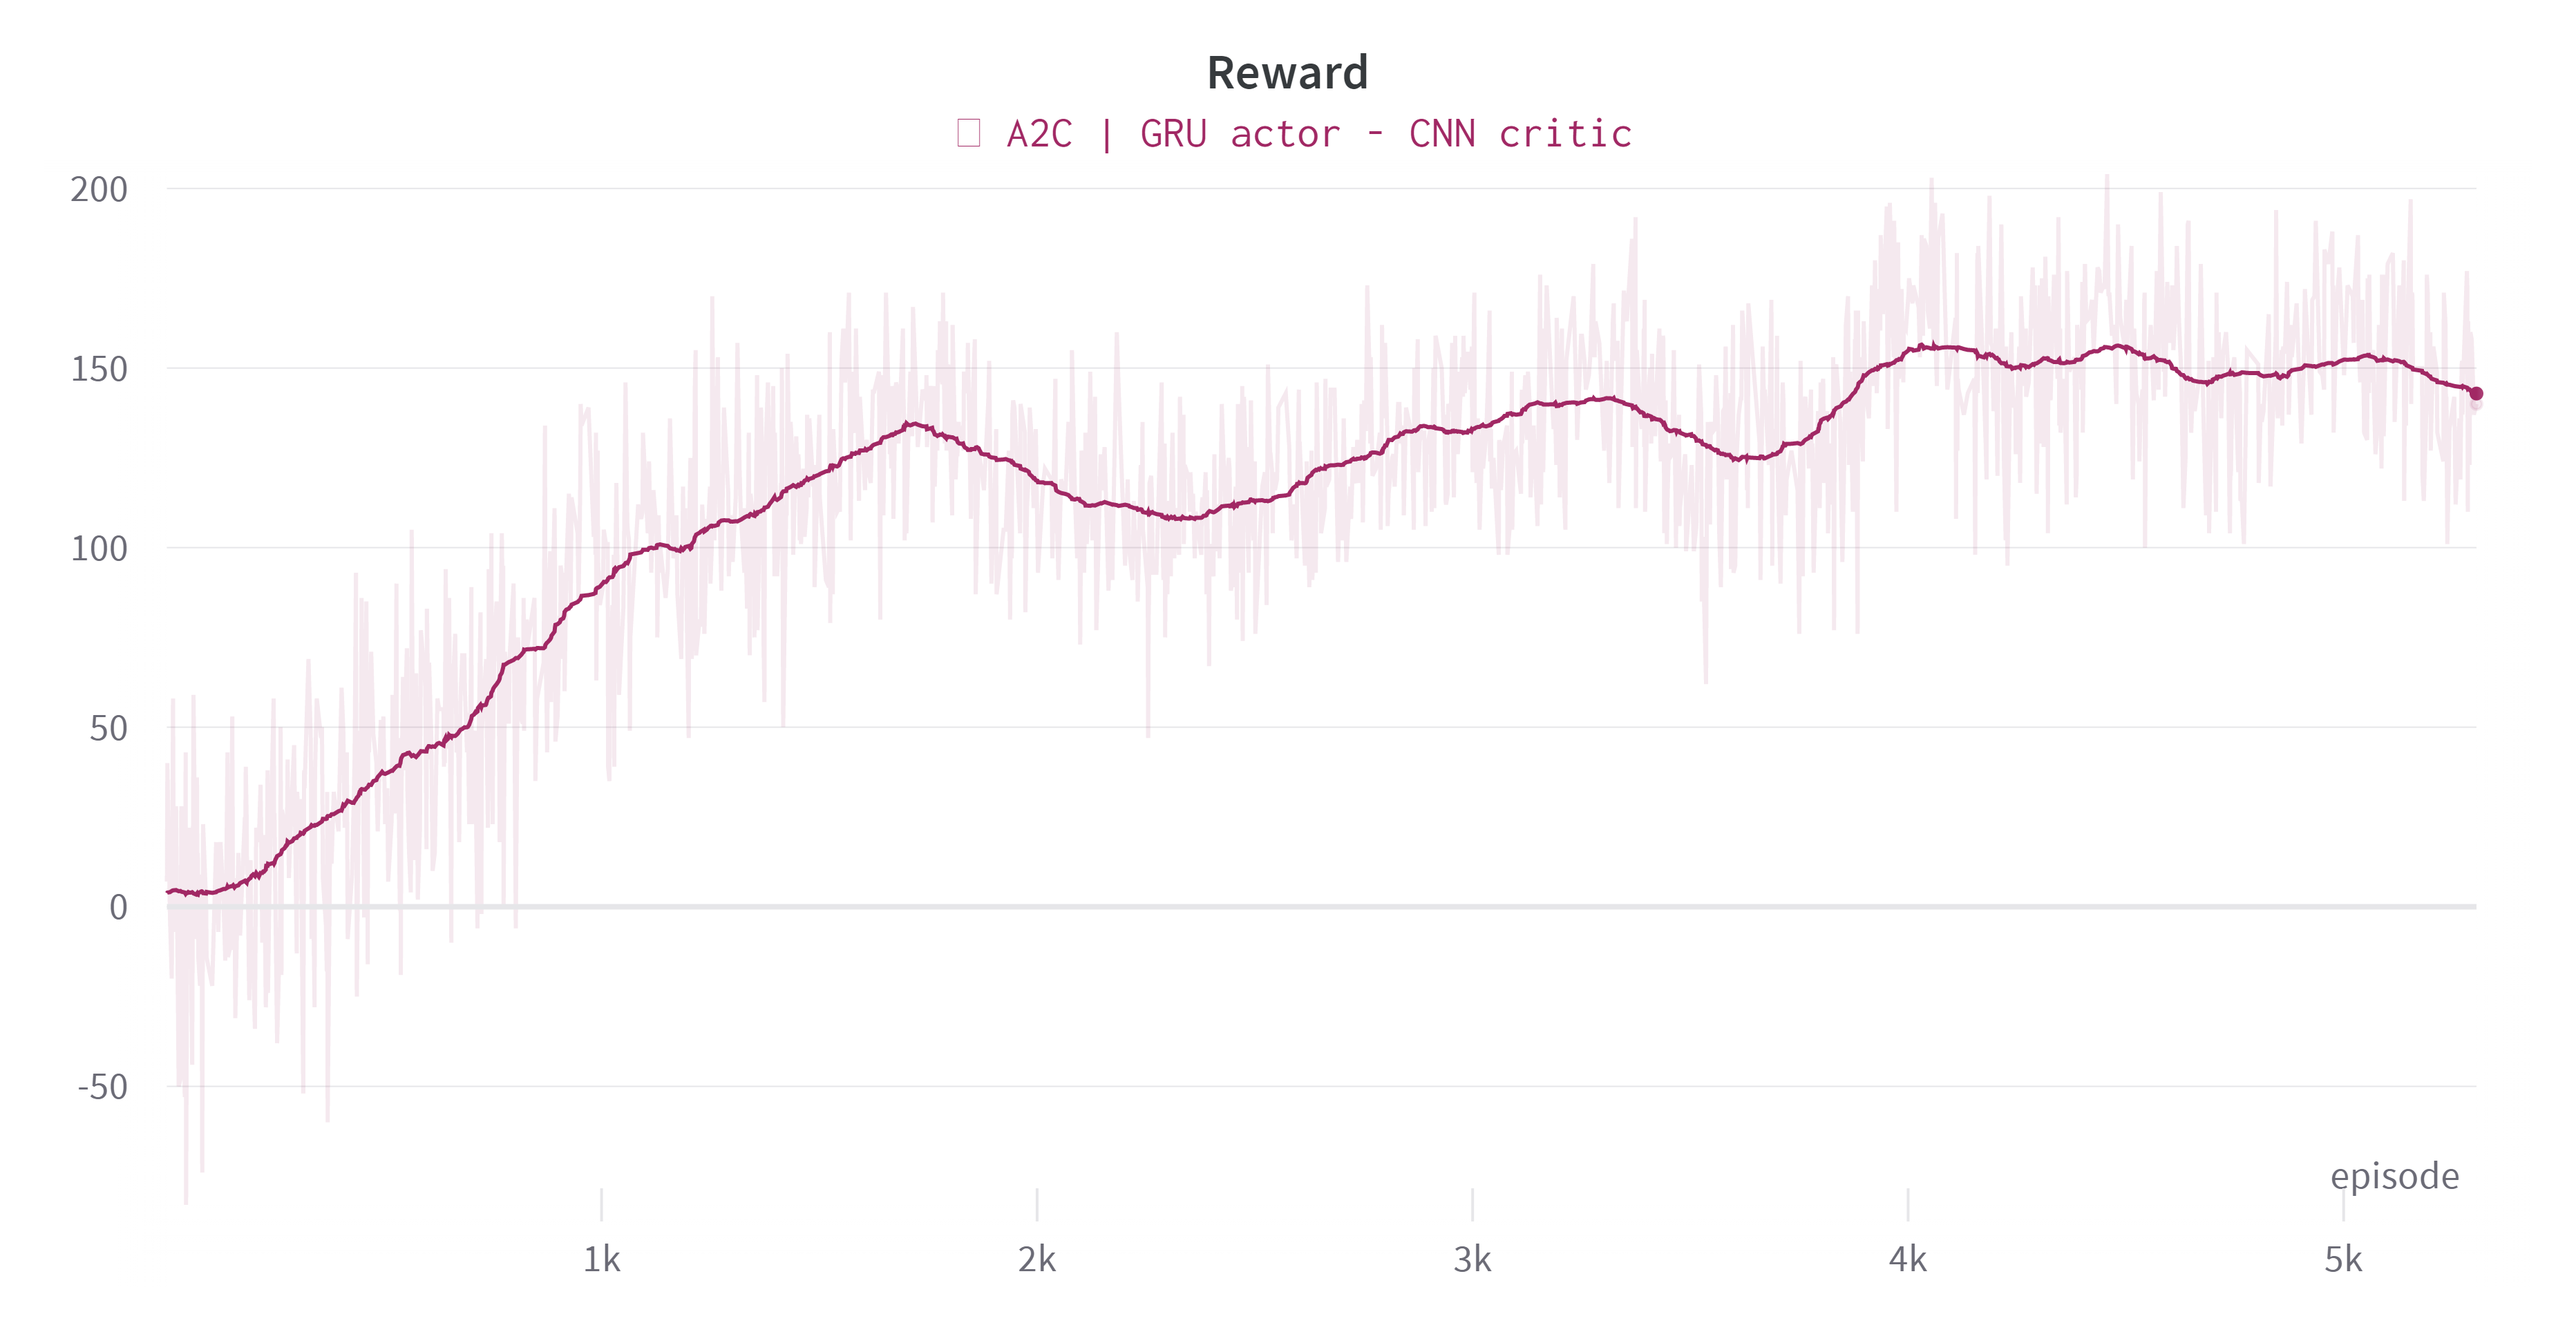 Reward
A2C | GRU actor - CNN critic
200
150
100
50
0
-50
episode
1k
2k
3k
4k
5k